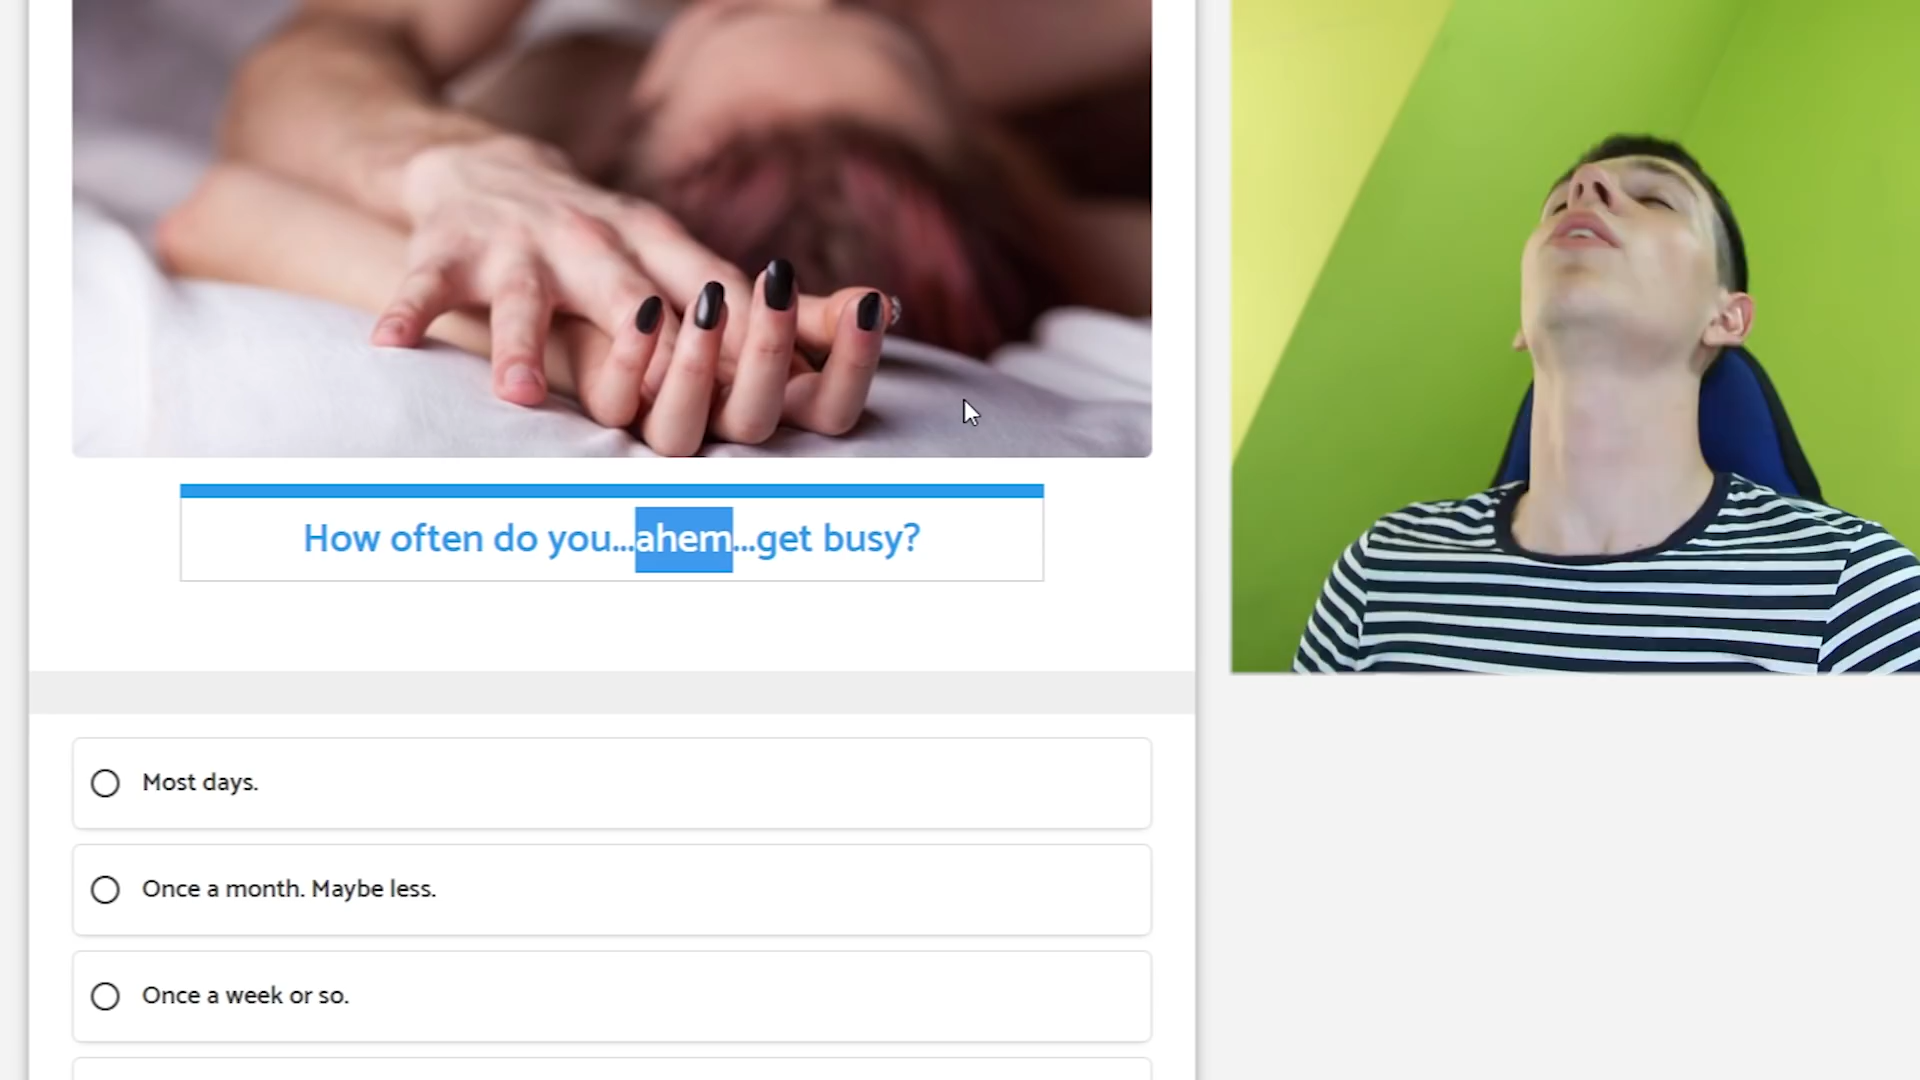 How often do you...ahem...get busy?
Most days.
Once a month. Maybe less.
Once a week or so.